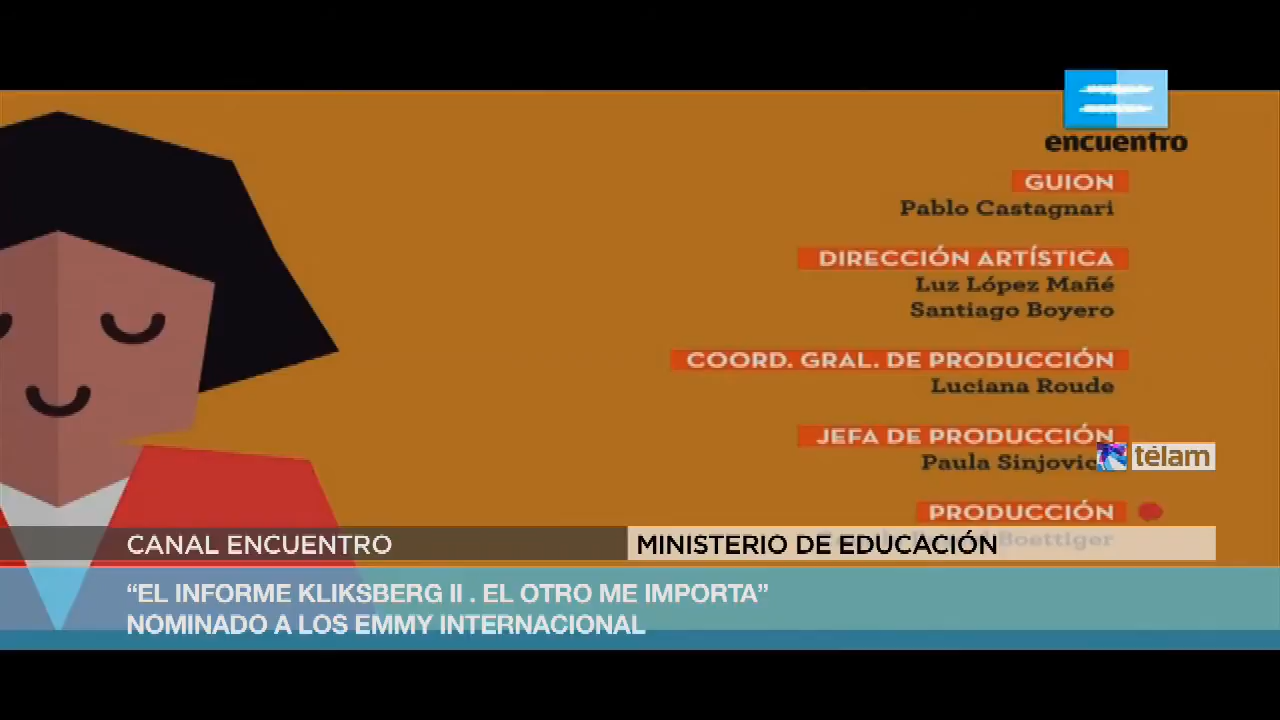 encuentro
GUION
Pablo Castagnari
DIRECCIÓN ARTÍSTICA
Luz López Mañé
Santiago Boyero
COORD. GRAL. DE PRODUCCIÓN
Luciana Roude
JEFA DE PRODUCCIÓN
Paula Sinjovic
télam
PRODUCCIÓN
Boettiger
CANAL ENCUENTRO
MINISTERIO DE EDUCACIÓN
“EL INFORME KLIKSBERG II . EL OTRO ME IMPORTA”
NOMINADO A LOS EMMY INTERNACIONAL